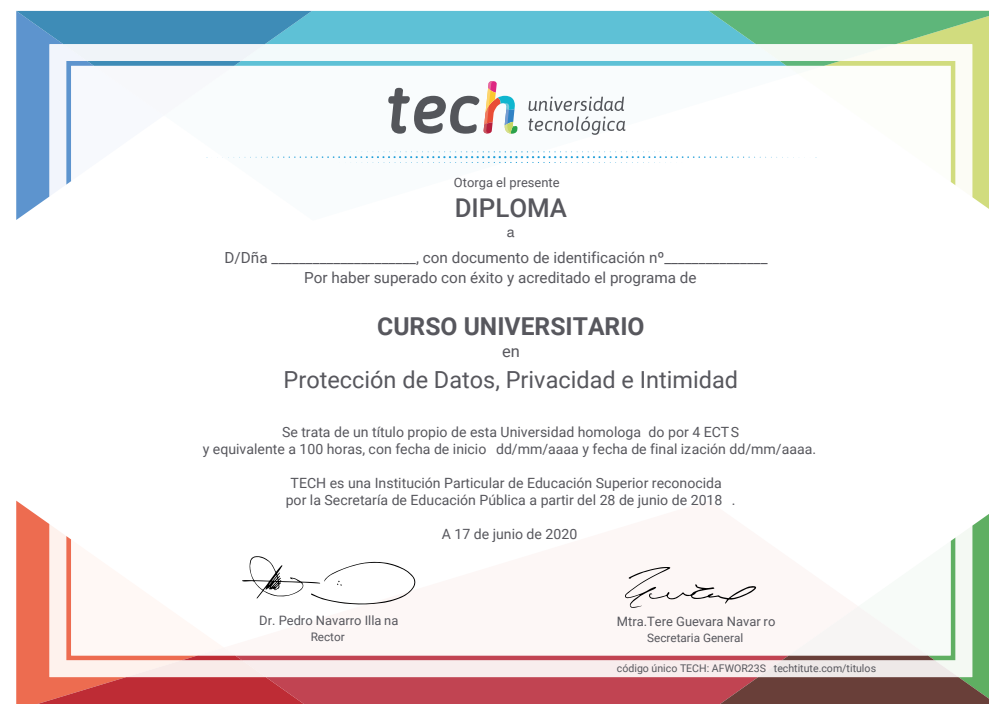 tech universidad
tecnológica
Otorga el presente
DIPLOMA
a
D/Dña ____________________, con documento de identificación nº______________
Por haber superado con éxito y acreditado el programa de
CURSO UNIVERSITARIO
en
Protección de Datos, Privacidad e Intimidad
Se trata de un título propio de esta Universidad homologa do por 4 ECTS
y equivalente a 100 horas, con fecha de inicio dd/mm/aaaa y fecha de final ización dd/mm/aaaa.
TECH es una Institución Particular de Educación Superior reconocida
por la Secretaría de Educación Pública a partir del 28 de junio de 2018 .
A 17 de junio de 2020
Dr. Pedro Navarro Illa na
Rector
Mtra.Tere Guevara Navar ro
Secretaria General
código único TECH: AFWOR23S techtitute.com/titulos